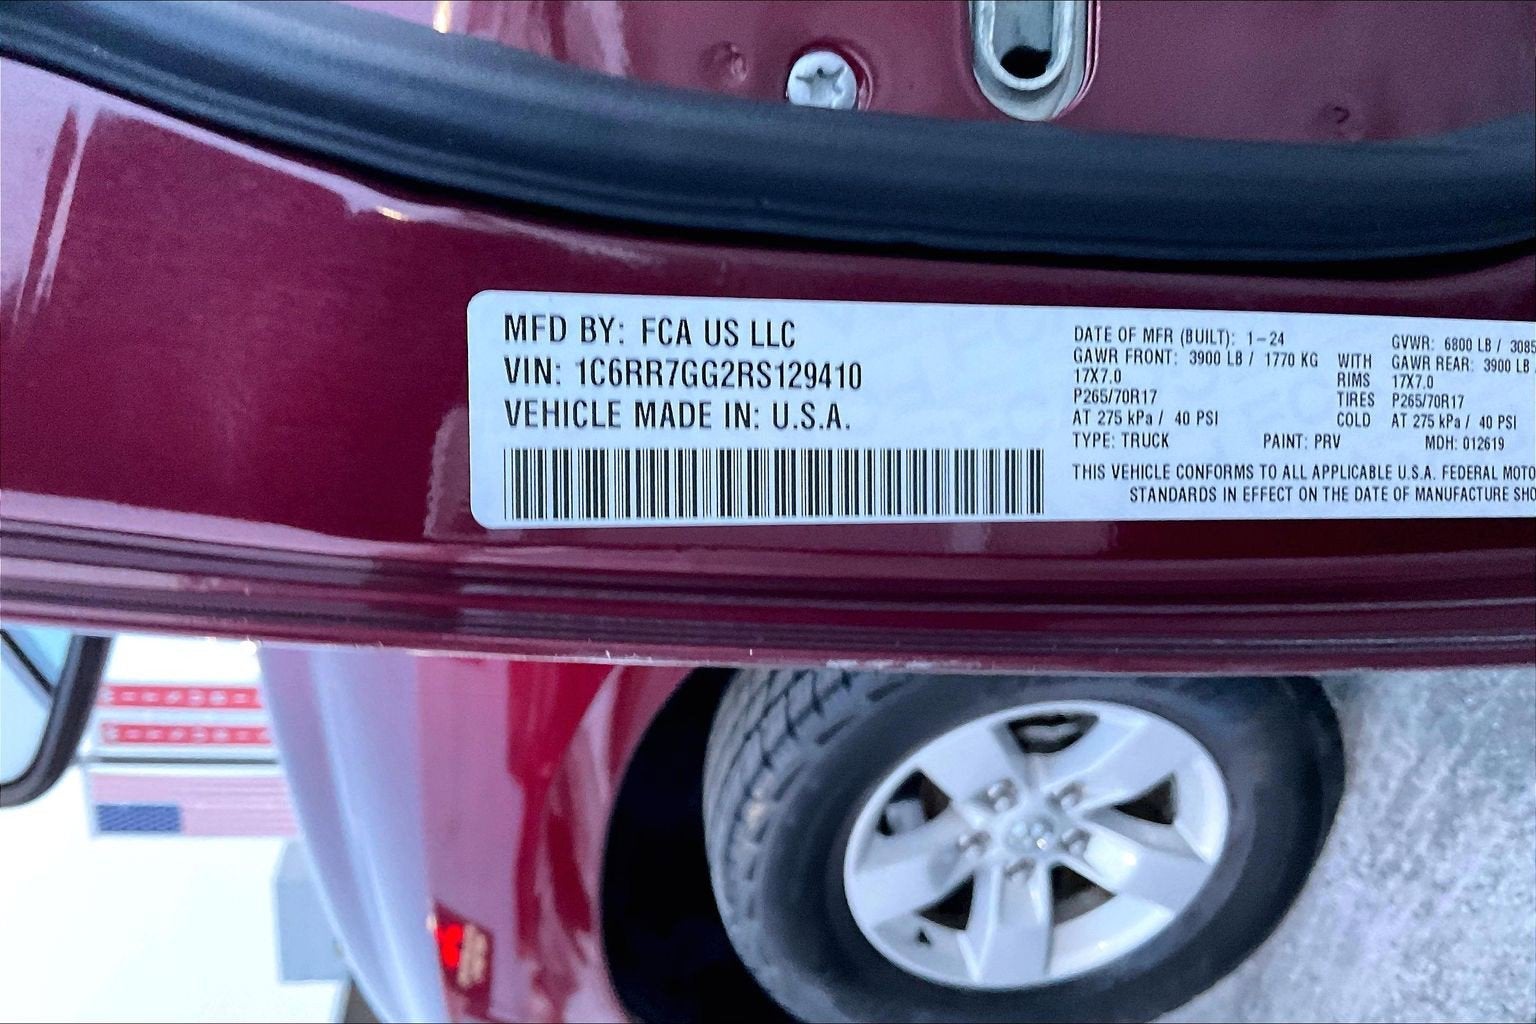 MFD BY: FCA US LLC
VIN: 1C6RR7GG2RS129410
VEHICLE MADE IN: U.S.A.
DATE OF MFR (BUILT): 1-24 GVWR: 6800 LB / 3085
GAWR FRONT: 3900 LB / 1770 KG WITH GAWR REAR: 3900 LB
17X7.0 RIMS 17X7.0
P265/70R17 TIRES P265/70R17
AT 275 kPa / 40 PSI COLD AT 275 kPa / 40 PSI
TYPE: TRUCK PAINT: PRV MDH: 012619
THIS VEHICLE CONFORMS TO ALL APPLICABLE U.S.A. FEDERAL MOTO
STANDARDS IN EFFECT ON THE DATE OF MANUFACTURE SHO